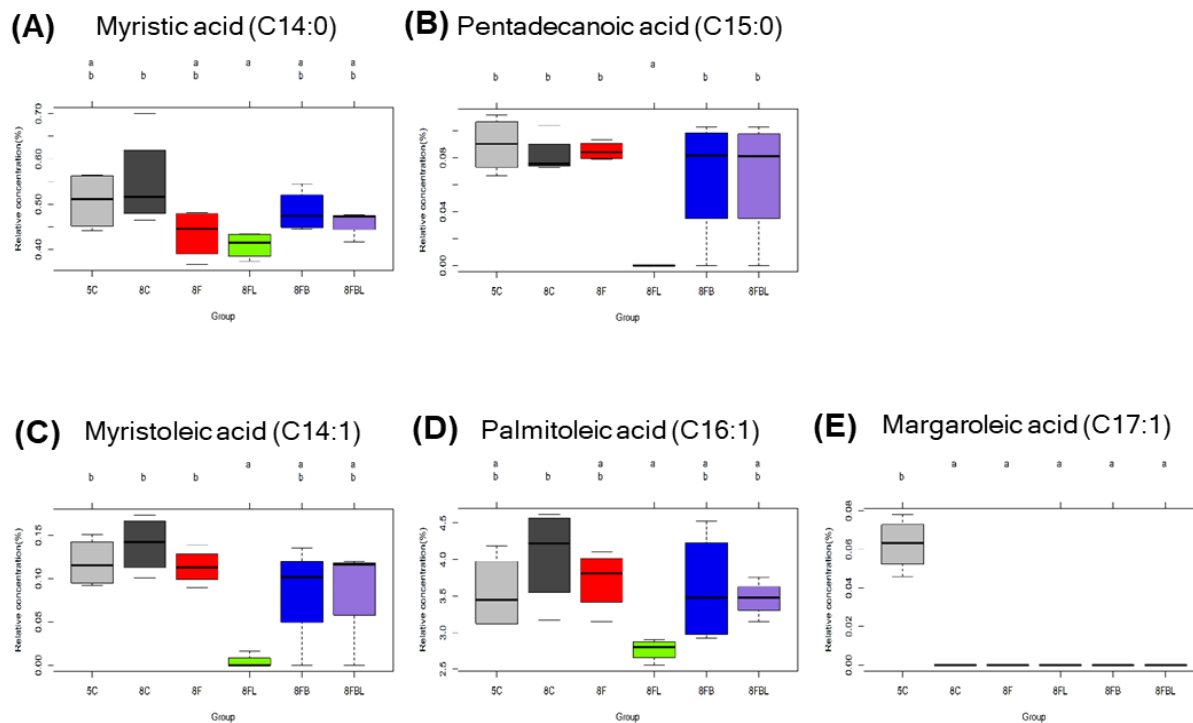 (A) Myristic acid (C14:0)
a a a a a
b b b b b
Relative concentration(%)
0.70
0.60
0.50
0.40
5C 8C 8F 8FL 8FB 8FBL
Group
(B) Pentadecanoic acid (C15:0)
a
b b b b b
Relative concentration(%)
0.08
0.04
0.00
5C 8C 8F 8FL 8FB 8FBL
Group
(C) Myristoleic acid (C14:1)
a a a
b b b b b
Relative concentration(%)
0.15
0.10
0.05
0.00
5C 8C 8F 8FL 8FB 8FBL
Group
(D) Palmitoleic acid (C16:1)
a a a a a
b b b b b
Relative concentration(%)
4.5
4.0
3.5
3.0
2.5
5C 8C 8F 8FL 8FB 8FBL
Group
(E) Margaroleic acid (C17:1)
a a a a a
b
Relative concentration(%)
0.08
0.06
0.04
0.02
0.00
5C 8C 8F 8FL 8FB 8FBL
Group